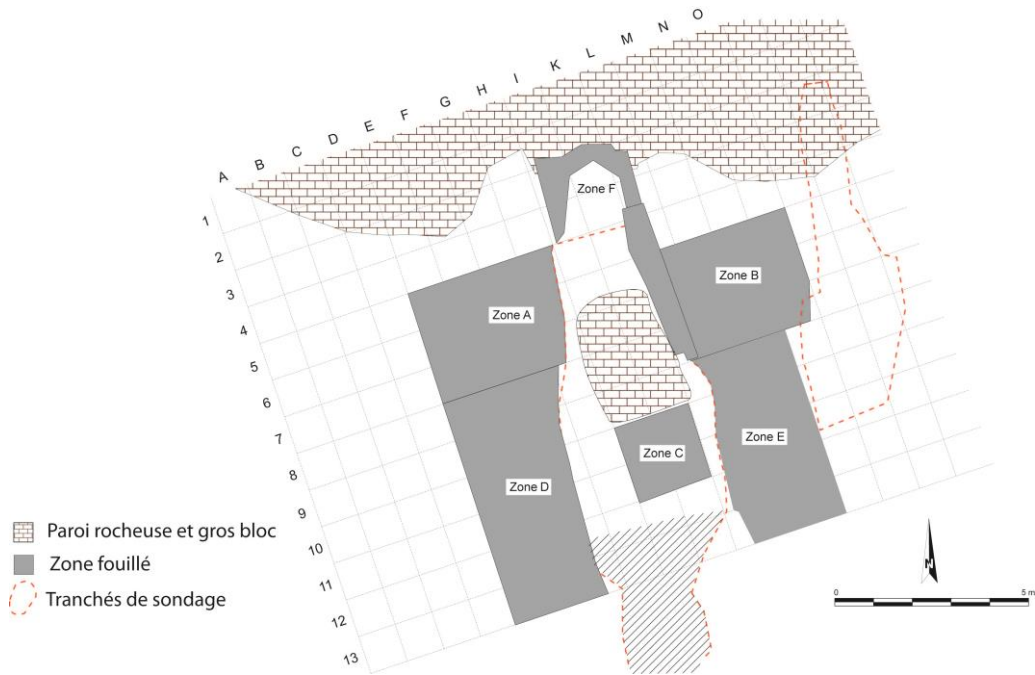 A B C D E F G H I K L M N O
1
2
3
4
5
6
7
8
9
10
11
12
13
Zone F
Zone B
Zone A
Zone C
Zone E
Zone D
Paroi rocheuse et gros bloc
Zone fouillé
Tranchés de sondage
N
0 5 m